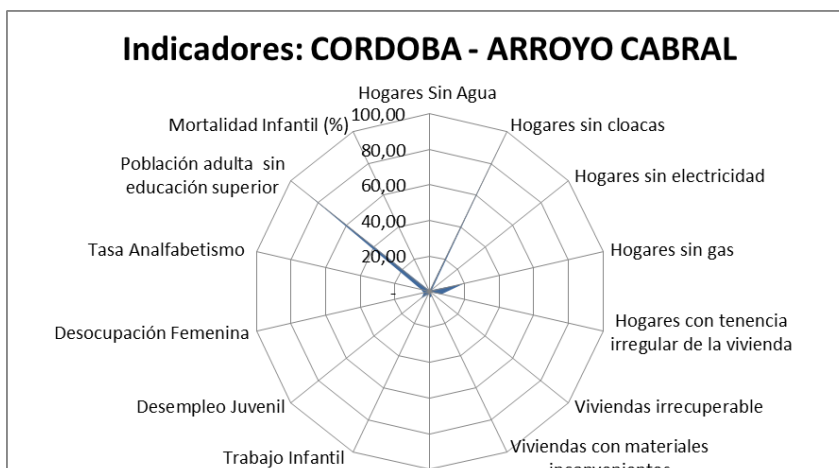 Indicadores: CORDOBA - ARROYO CABRAL
Hogares Sin Agua
100,00
Mortalidad Infantil (%)
Hogares sin cloacas
80,00
Población adulta sin
educación superior
Hogares sin electricidad
60,00
40,00
Tasa Analfabetismo
Hogares sin gas
20,00
-
Desocupación Femenina
Hogares con tenencia
irregular de la vivienda
Desempleo Juvenil
Viviendas irrecuperable
Trabajo Infantil
Viviendas con materiales